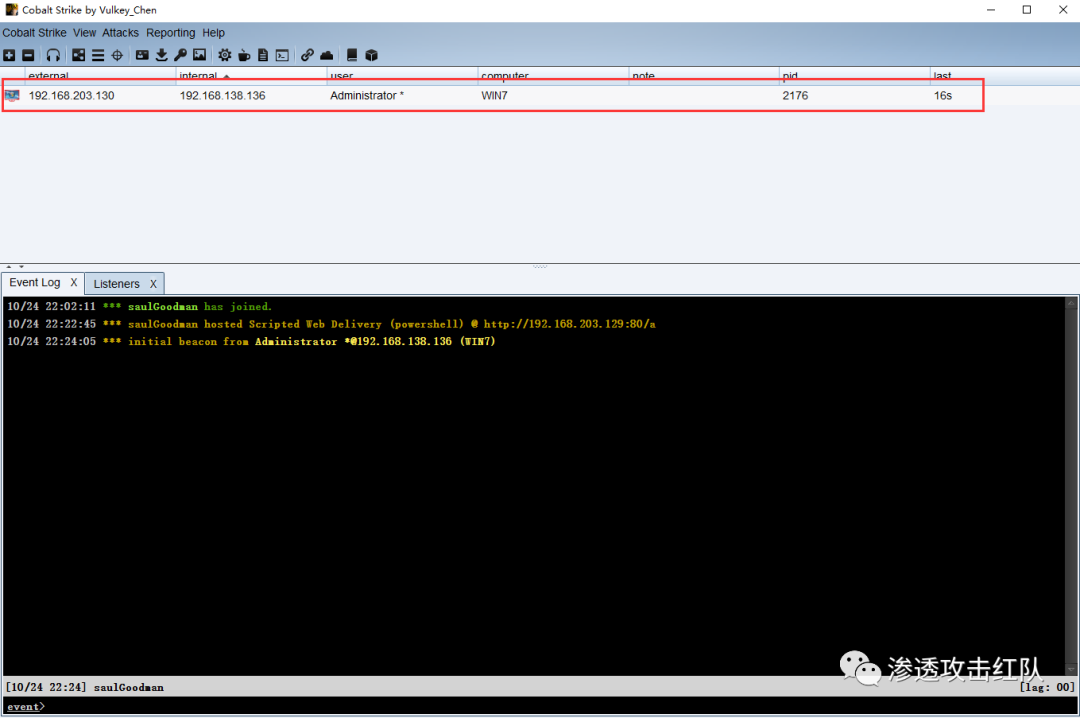 Cobalt Strike by Vulkey_Chen
Cobalt Strike View Attacks Reporting Help
external internal user computer note pid last
192.168.203.130 192.168.138.136 Administrator * WIN7 2176 16s
Event Log X Listeners X
10/24 22:02:11 *** saulGoodman has joined.
10/24 22:22:45 *** saulGoodman hosted Scripted Web Delivery (powershell) @ http://192.168.203.129:80/a
10/24 22:24:05 *** initial beacon from Administrator *@192.168.138.136 (WIN7)
渗透攻击红队
[10/24 22:24] saulGoodman [lag: 00]
event>